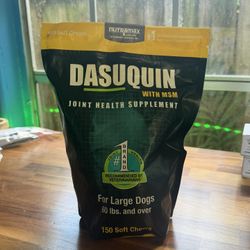 nutramax
DASUQUIN
WITH MSM
JOINT HEALTH SUPPLEMENT
#1
BRAND
RECOMMENDED BY
VETERINARIANS
For Large Dogs
60 lbs. and over
150 Soft Chews